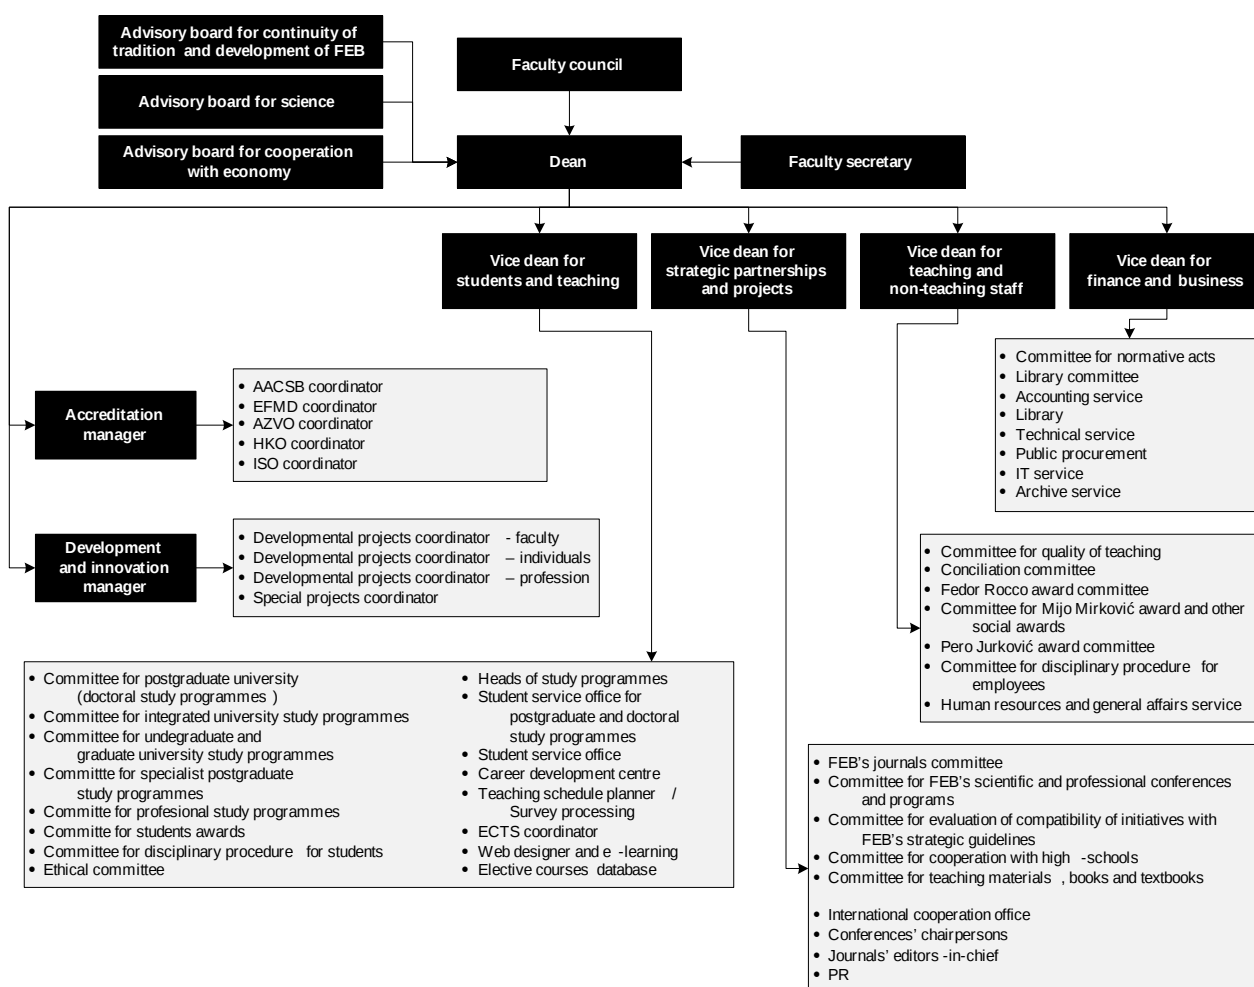 Advisory board for continuity of
tradition and development of FEB
Faculty council
Advisory board for science
Advisory board for cooperation
with economy
Dean
Faculty secretary
Vice dean for
students and teaching
Vice dean for
strategic partnerships
and projects
Vice dean for
teaching and
non-teaching staff
Vice dean for
finance and business
• Committee for normative acts
• Library committee
• Accounting service
• Library
• Technical service
• Public procurement
• IT service
• Archive service
Accreditation
manager
• AACSB coordinator
• EFMD coordinator
• AZVO coordinator
• HKO coordinator
• ISO coordinator
Development
and innovation
manager
• Developmental projects coordinator - faculty
• Developmental projects coordinator – individuals
• Developmental projects coordinator – profession
• Special projects coordinator
• Committee for quality of teaching
• Conciliation committee
• Fedor Rocco award committee
• Committee for Mijo Mirković award and other
social awards
• Pero Jurković award committee
• Committee for disciplinary procedure for
employees
• Human resources and general affairs service
• Committee for postgraduate university
(doctoral study programmes )
• Committee for integrated university study programmes
• Committee for undegraduate and
graduate university study programmes
• Committte for specialist postgraduate
study programmes
• Committe for profesional study programmes
• Committe for students awards
• Committee for disciplinary procedure for students
• Ethical committee
• Heads of study programmes
• Student service office for
postgraduate and doctoral
study programmes
• Student service office
• Career development centre
• Teaching schedule planner /
Survey processing
• ECTS coordinator
• Web designer and e -learning
• Elective courses database
• FEB's journals committee
• Committee for FEB's scientific and professional conferences
and programs
• Committee for evaluation of compatibility of initiatives with
FEB's strategic guidelines
• Committee for cooperation with high -schools
• Committee for teaching materials , books and textbooks
• International cooperation office
• Conferences' chairpersons
• Journals' editors -in-chief
• PR